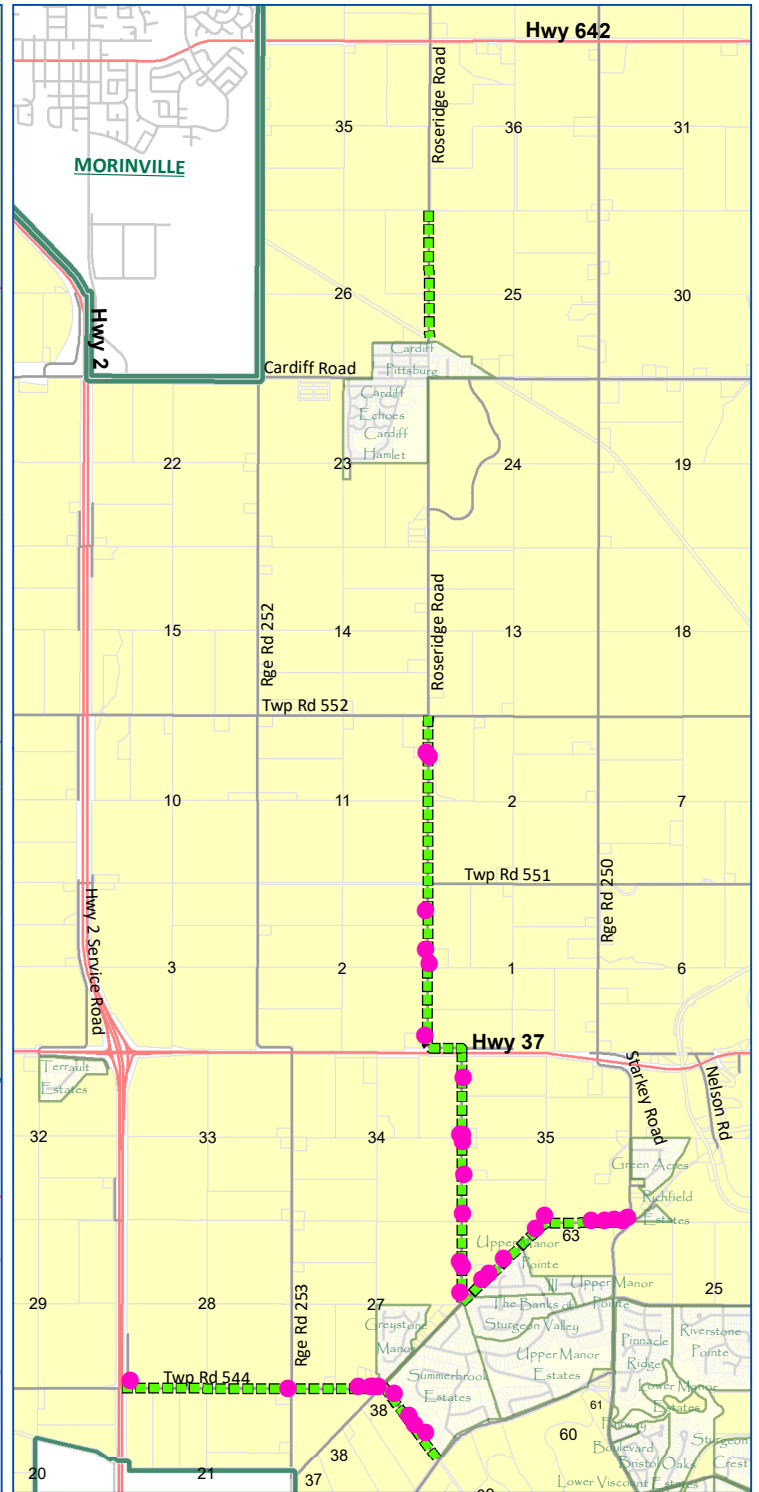 Hwy 642
Roseridge Road
35
36
31
MORINVILLE
26
25
30
Hwy 2
Cardiff
Pittsburg
Cardiff Road
Cardiff
Echoes
Cardiff
Hamlet
22
23
24
19
Rge Rd 252
Roseridge Road
15
14
13
18
Twp Rd 552
10
11
2
7
Twp Rd 551
Rge Rd 250
Hwy 2 Service Road
3
2
1
6
Hwy 37
Terrault
Estates
Starkey Road
Nelson Rd
32
33
34
35
Green Acres
Richfield
Estates
63
Upper Manor
Pointe
Upper Manor
Pointe
25
29
28
27
Rge Rd 253
The Banks of
Sturgeon Valley
Greystone
Manor
Pinnacle
Ridge
Riverstone
Pointe
Upper Manor
Estates
Summerbrook
Estates
Twp Rd 544
Lower Manor
Estates
61
38
60
Fairway
Boulevard
Sturgeon
Crest
38
Bristol Oaks
20
21
37
Lower Viscount Estates